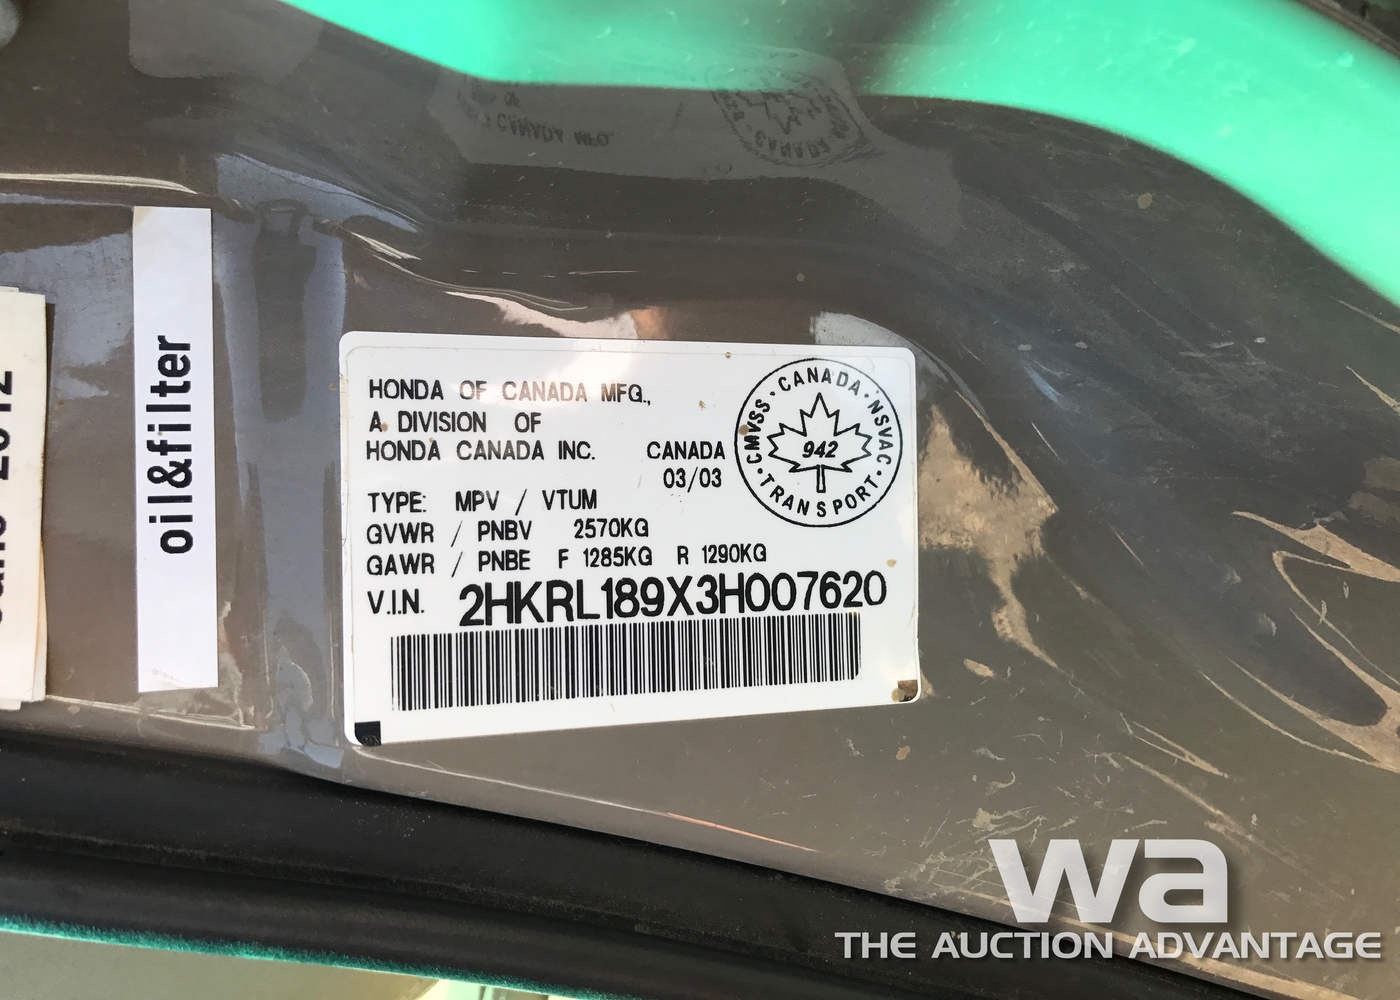 HONDA OF CANADA MFG.,
A DIVISION OF
HONDA CANADA INC.
CANADA
03/03
TYPE: MPV / VTUM
GVWR / PNBV 2570KG
GAWR / PNBE F 1285KG R 1290KG
V.I.N. 2HKRL189X3H007620
CMVSS · CANADA · NSVAC · TRANSPORT ·
942
oil&filter
2012
wa
THE AUCTION ADVANTAGE